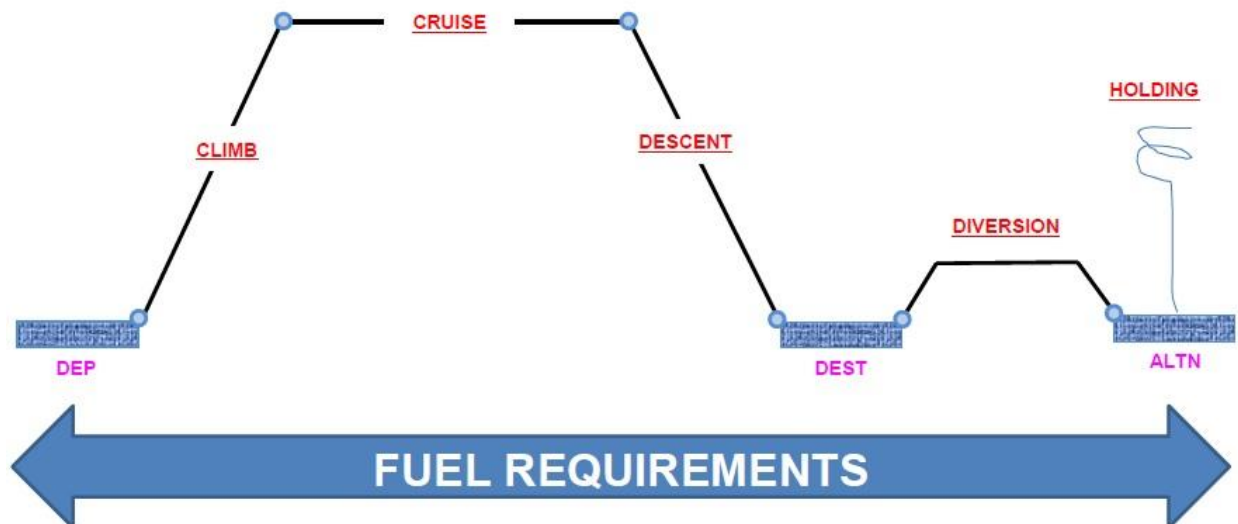 CRUISE
HOLDING
CLIMB
DESCENT
DIVERSION
DEP
DEST
ALTN
FUEL REQUIREMENTS